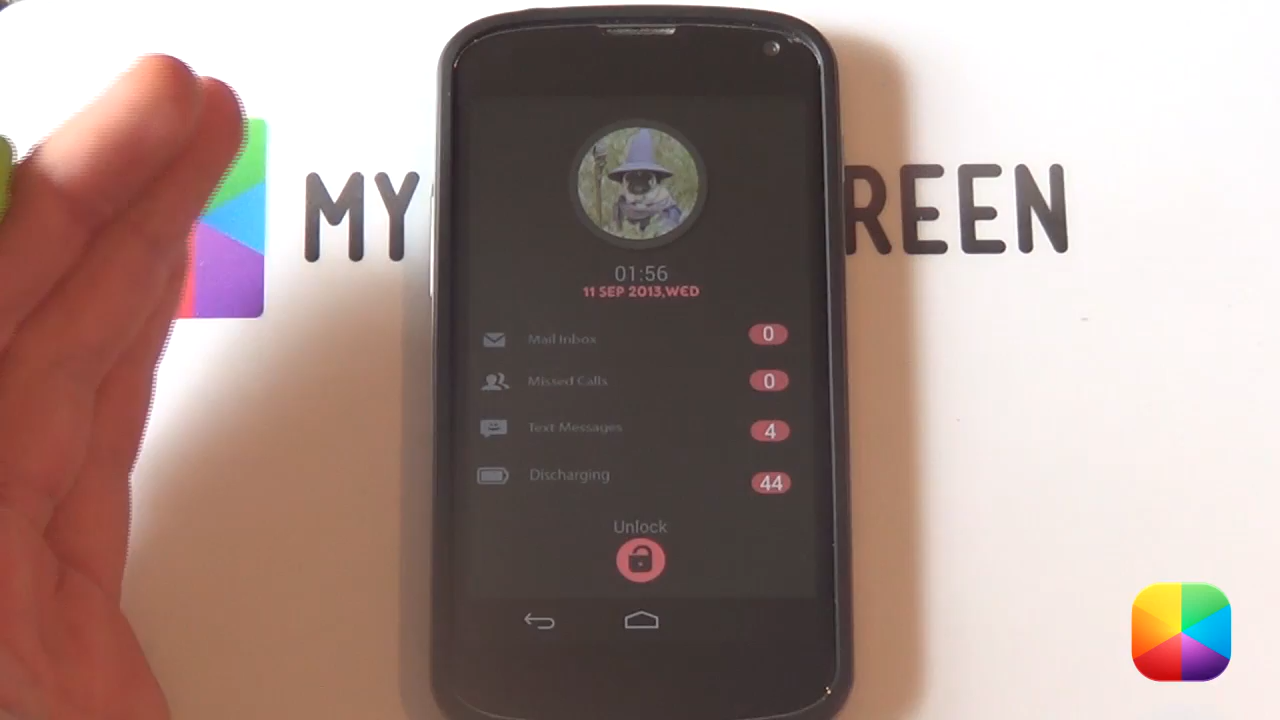 MY REEN
01:56
11 SEP 2013,WED
Mail Inbox 0
Missed Calls 0
Text Messages 4
Discharging 44
Unlock